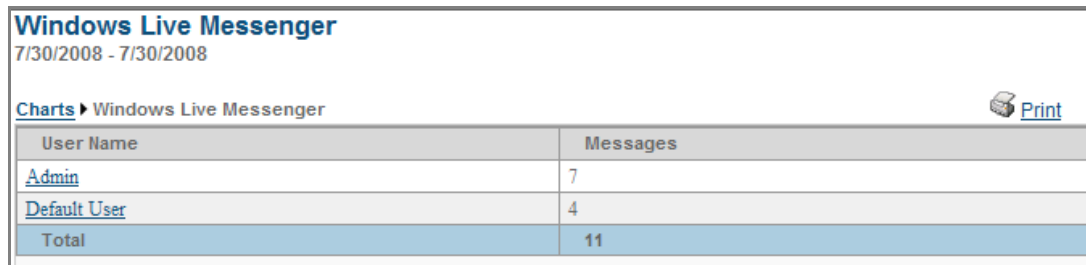 Windows Live Messenger
7/30/2008 - 7/30/2008
Charts Windows Live Messenger Print
User Name Messages
Admin 7
Default User 4
Total 11